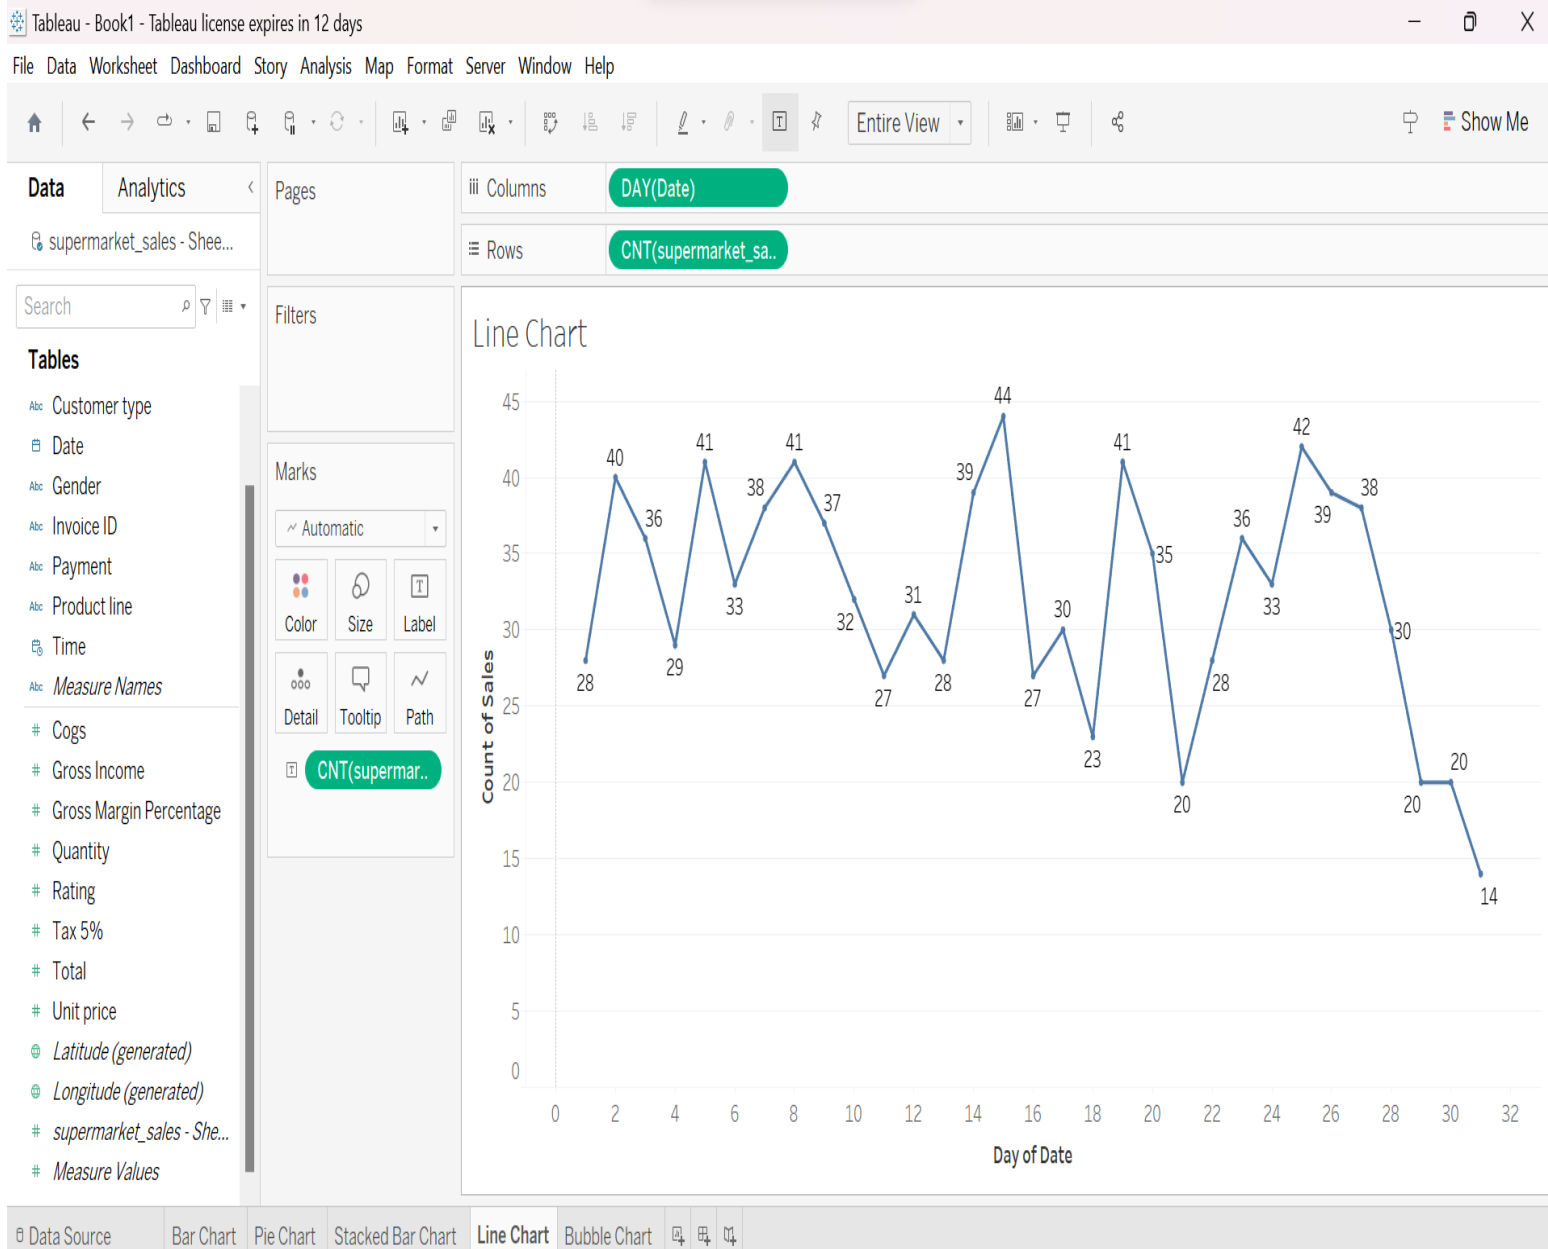 Tableau - Book1 - Tableau license expires in 12 days
File Data Worksheet Dashboard Story Analysis Map Format Server Window Help
Entire View
Show Me
Data Analytics
supermarket_sales - Shee...
Search
Tables
Abc Customer type
Date
Abc Gender
Abc Invoice ID
Abc Payment
Abc Product line
Time
Abc Measure Names
# Cogs
# Gross Income
# Gross Margin Percentage
# Quantity
# Rating
# Tax 5%
# Total
# Unit price
Latitude (generated)
Longitude (generated)
# supermarket_sales - She...
# Measure Values
Pages
Filters
Marks
Automatic
Color Size T Label
Detail Tooltip Path
T CNT(supermar..
iii Columns DAY(Date)
Rows CNT(supermarket_sa..
Line Chart
Count of Sales
45
40
35
30
25
20
15
10
5
0
28 40 36 29 41 33 38 41 37 32 27 31 28 39 44 27 30 23 41 35 20 28 36 33 42 39 38 30 20 20 14
0 2 4 6 8 10 12 14 16 18 20 22 24 26 28 30 32
Day of Date
Data Source Bar Chart Pie Chart Stacked Bar Chart Line Chart Bubble Chart